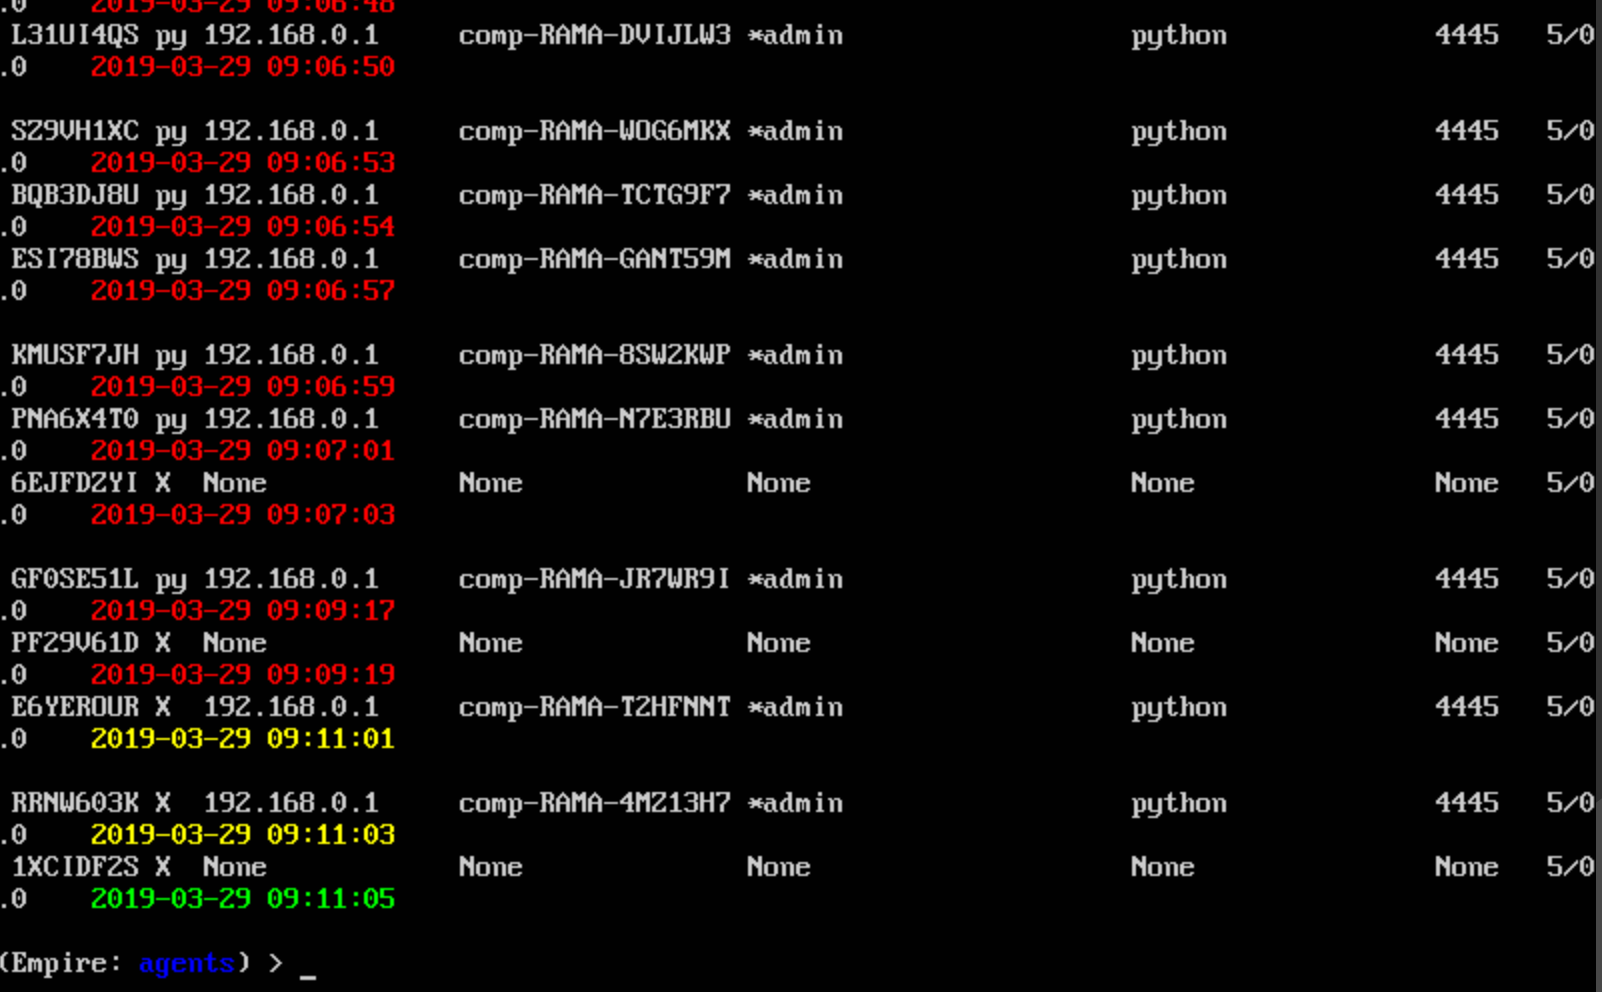 .0    2019-03-29 09:06:48
L31UI4QS py 192.168.0.1     comp-RAMA-DVIJLW3 *admin                  python             4445   5/0
.0    2019-03-29 09:06:50
SZ9VH1XC py 192.168.0.1     comp-RAMA-WOG6MKX *admin                  python             4445   5/0
.0    2019-03-29 09:06:53
BQB3DJ8U py 192.168.0.1     comp-RAMA-TCTG9F7 *admin                  python             4445   5/0
.0    2019-03-29 09:06:54
ESI78BWS py 192.168.0.1     comp-RAMA-GANT59M *admin                  python             4445   5/0
.0    2019-03-29 09:06:57
KMUSF7JH py 192.168.0.1     comp-RAMA-8SW2KWP *admin                  python             4445   5/0
.0    2019-03-29 09:06:59
PNA6X4T0 py 192.168.0.1     comp-RAMA-N7E3RBU *admin                  python             4445   5/0
.0    2019-03-29 09:07:01
6EJFDZYI X  None            None              None                    None               None   5/0
.0    2019-03-29 09:07:03
GF0SE51L py 192.168.0.1     comp-RAMA-JR7WR9I *admin                  python             4445   5/0
.0    2019-03-29 09:09:17
PF29V61D X  None            None              None                    None               None   5/0
.0    2019-03-29 09:09:19
E6YEROUR X  192.168.0.1     comp-RAMA-T2HFNNT *admin                  python             4445   5/0
.0    2019-03-29 09:11:01
RRNW603K X  192.168.0.1     comp-RAMA-4MZ13H7 *admin                  python             4445   5/0
.0    2019-03-29 09:11:03
1XCIDF2S X  None            None              None                    None               None   5/0
.0    2019-03-29 09:11:05
(Empire: agents) > _